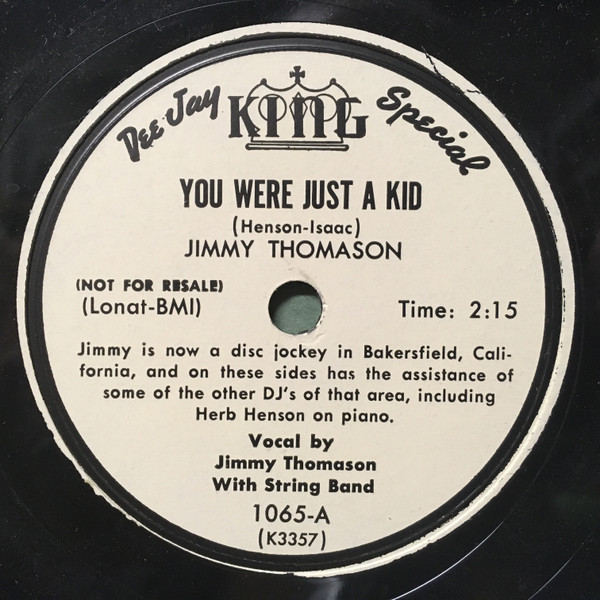 Dee Jay KING Special
YOU WERE JUST A KID
(Henson-Isaac)
JIMMY THOMASON
(NOT FOR RESALE)
(Lonat-BMI)
Time: 2:15
Jimmy is now a disc jockey in Bakersfield, Cali-
fornia, and on these sides has the assistance of
some of the other DJ's of that area, including
Herb Henson on piano.
Vocal by
Jimmy Thomason
With String Band
1065-A
(K3357)